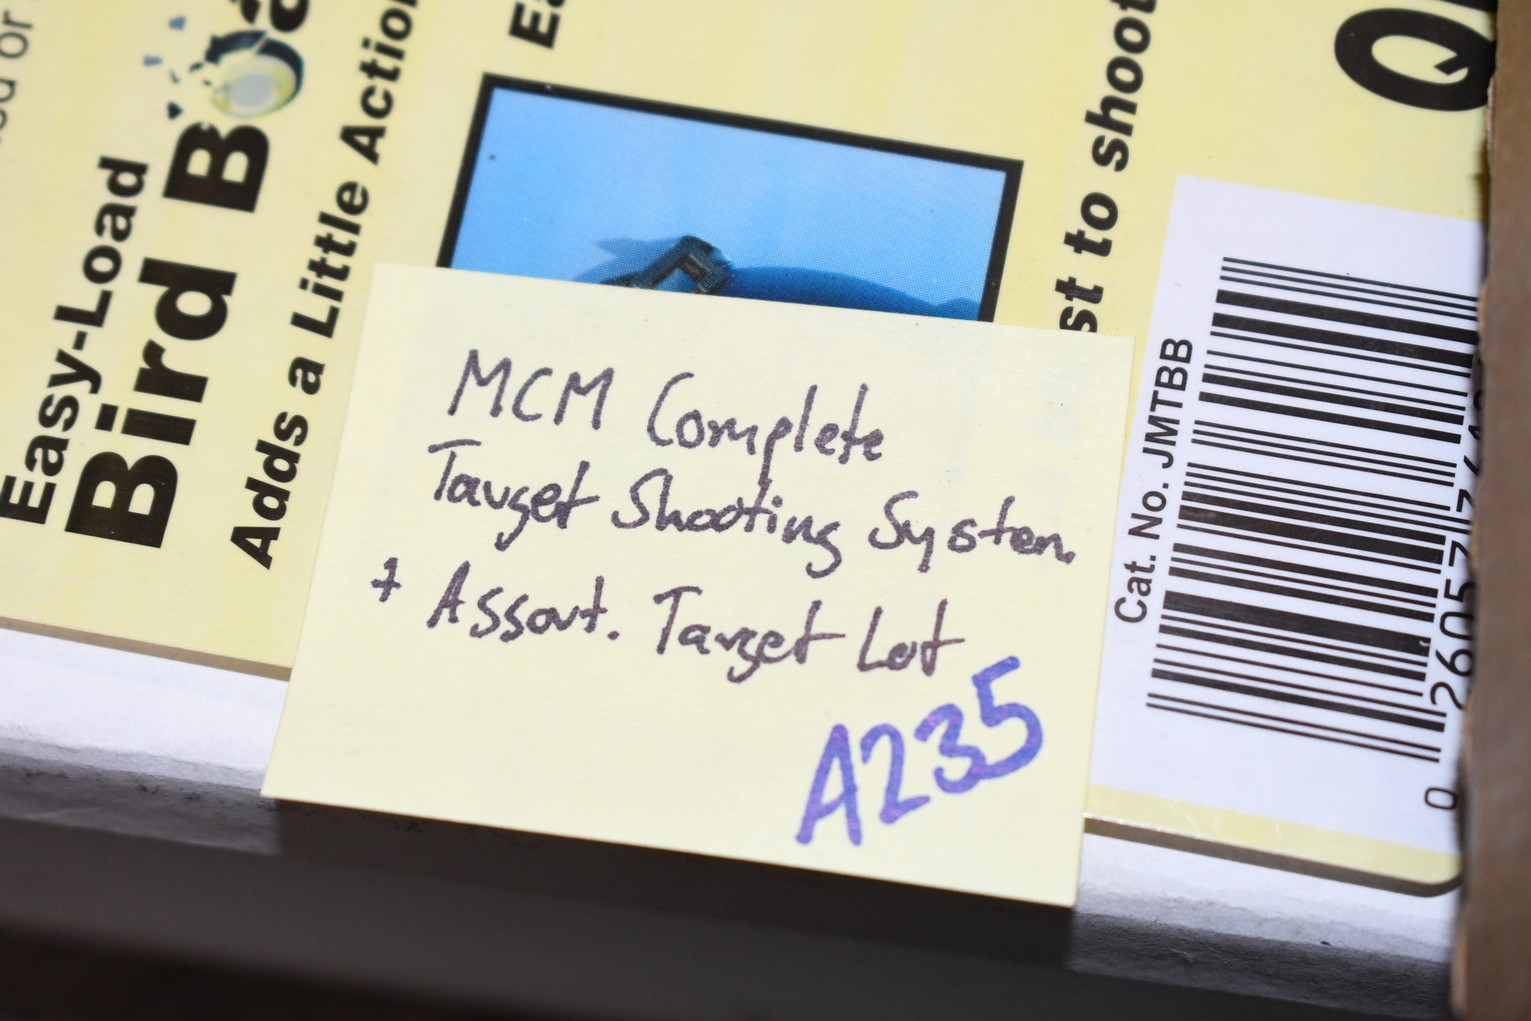 Easy-Load
Bird B
Adds a Little Action
st to shoot
MCM Complete
Target Shooting System
+ Assort. Target Lot
A235
Cat. No. JMTBB